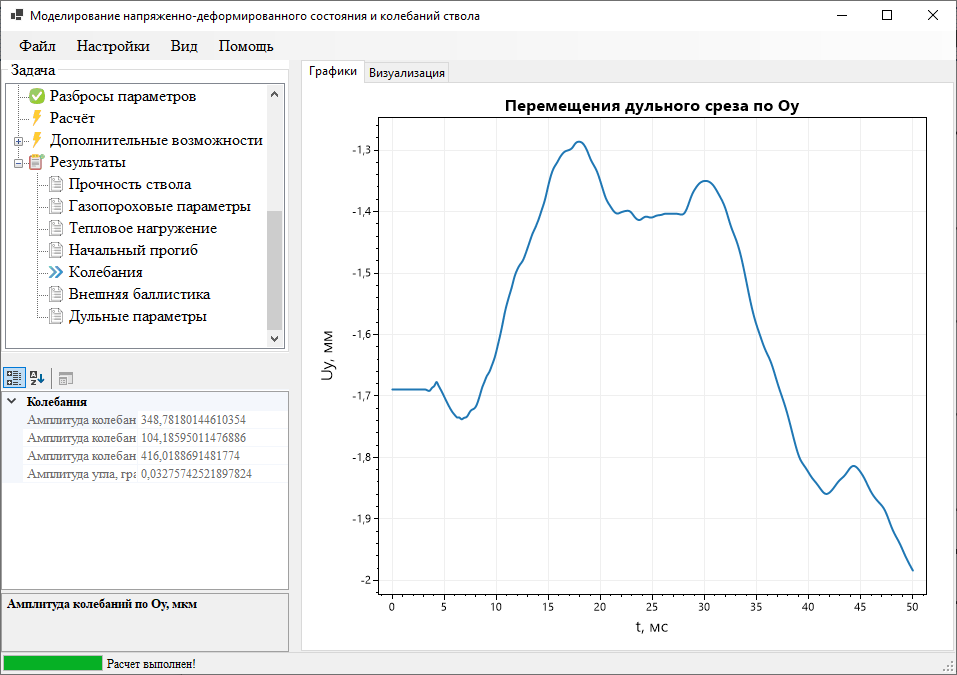 Моделирование напряженно-деформированного состояния и колебаний ствола
Файл Настройки Вид Помощь
Задача
Разбросы параметров
Расчёт
Дополнительные возможности
Результаты
Прочность ствола
Газопороховые параметры
Тепловое нагружение
Начальный прогиб
Колебания
Внешняя баллистика
Дульные параметры
Колебания
Амплитуда колебан 348,78180144610354
Амплитуда колебан 104,18595011476886
Амплитуда колебан 416,0188691481774
Амплитуда угла, гра 0,03275742521897824
Амплитуда колебаний по Oy, мкм
Расчет выполнен!
Графики Визуализация
Перемещения дульного среза по Oy
Uy, мм
-1,3
-1,4
-1,5
-1,6
-1,7
-1,8
-1,9
-2
0 5 10 15 20 25 30 35 40 45 50
t, мс